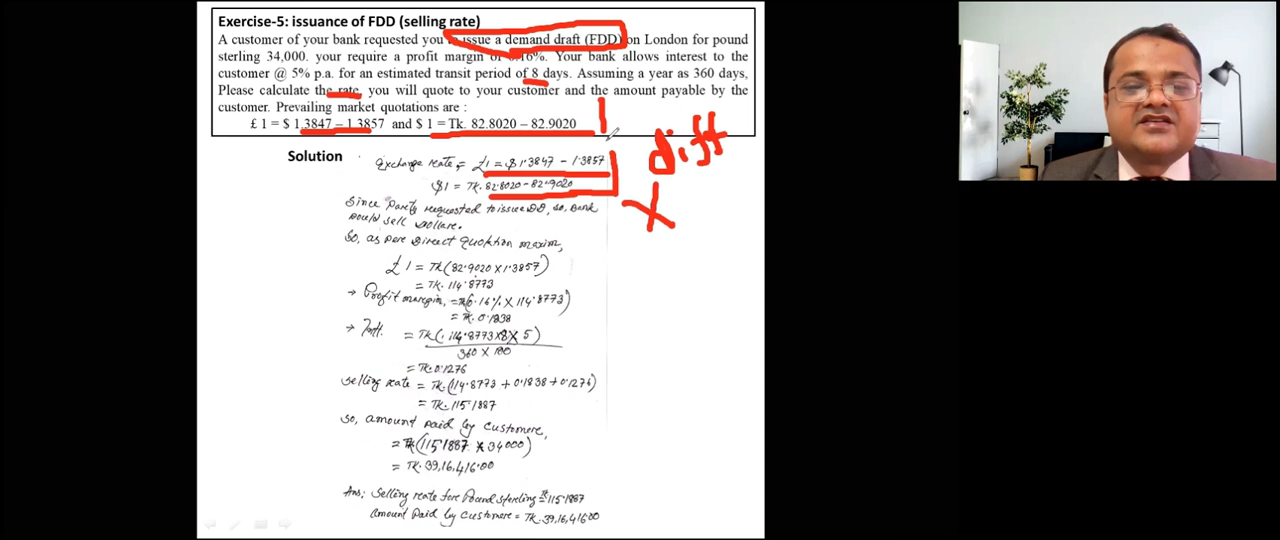 Exercise-5: issuance of FDD (selling rate)
A customer of your bank requested you to issue a demand draft (FDD) on London for pound
sterling 34,000. your require a profit margin of 0.16%. Your bank allows interest to the
customer @ 5% p.a. for an estimated transit period of 8 days. Assuming a year as 360 days,
Please calculate the rate, you will quote to your customer and the amount payable by the
customer. Prevailing market quotations are :
£ 1 = $ 1.3847 – 1.3857 and $ 1 = Tk. 82.8020 – 82.9020
diff
X
Solution
Exchange rate, £1 = $1.3847 - 1.3857
$1 = Tk. 82.8020 - 82.9020
Since Party requested to issue DD, so, Bank
would sell Dollar.
So, as per Direct Quotation maxim,
£ 1 = Tk (82.9020 X 1.3857)
= Tk. 114.8773
→ Profit margin, = Tk(0.16% X 114.8773)
= Tk. 0.1838
→ Intt. = Tk (114.8773 X 8 X 5)
360 X 100
= Tk. 0.1276
Selling rate = Tk. (114.8773 + 0.1838 + 0.1276)
= Tk. 115.1887
So, amount paid by customer,
= Tk (115.1887 X 34000)
= Tk. 39,16,416.00
Ans: Selling rate for Pound sterling = Tk 115.1887
Amount Paid by Customer = Tk. 39,16,416.00